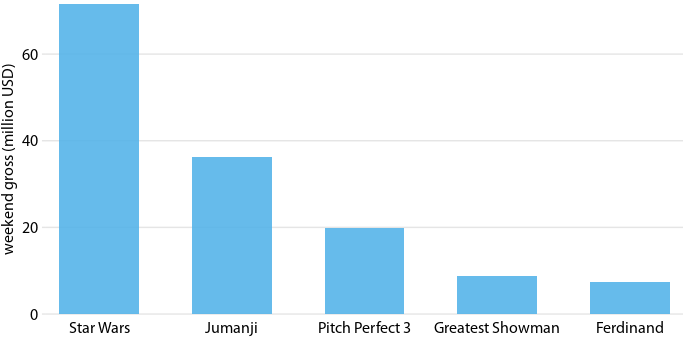 weekend gross (million USD)
60
40
20
0
Star Wars
Jumanji
Pitch Perfect 3
Greatest Showman
Ferdinand